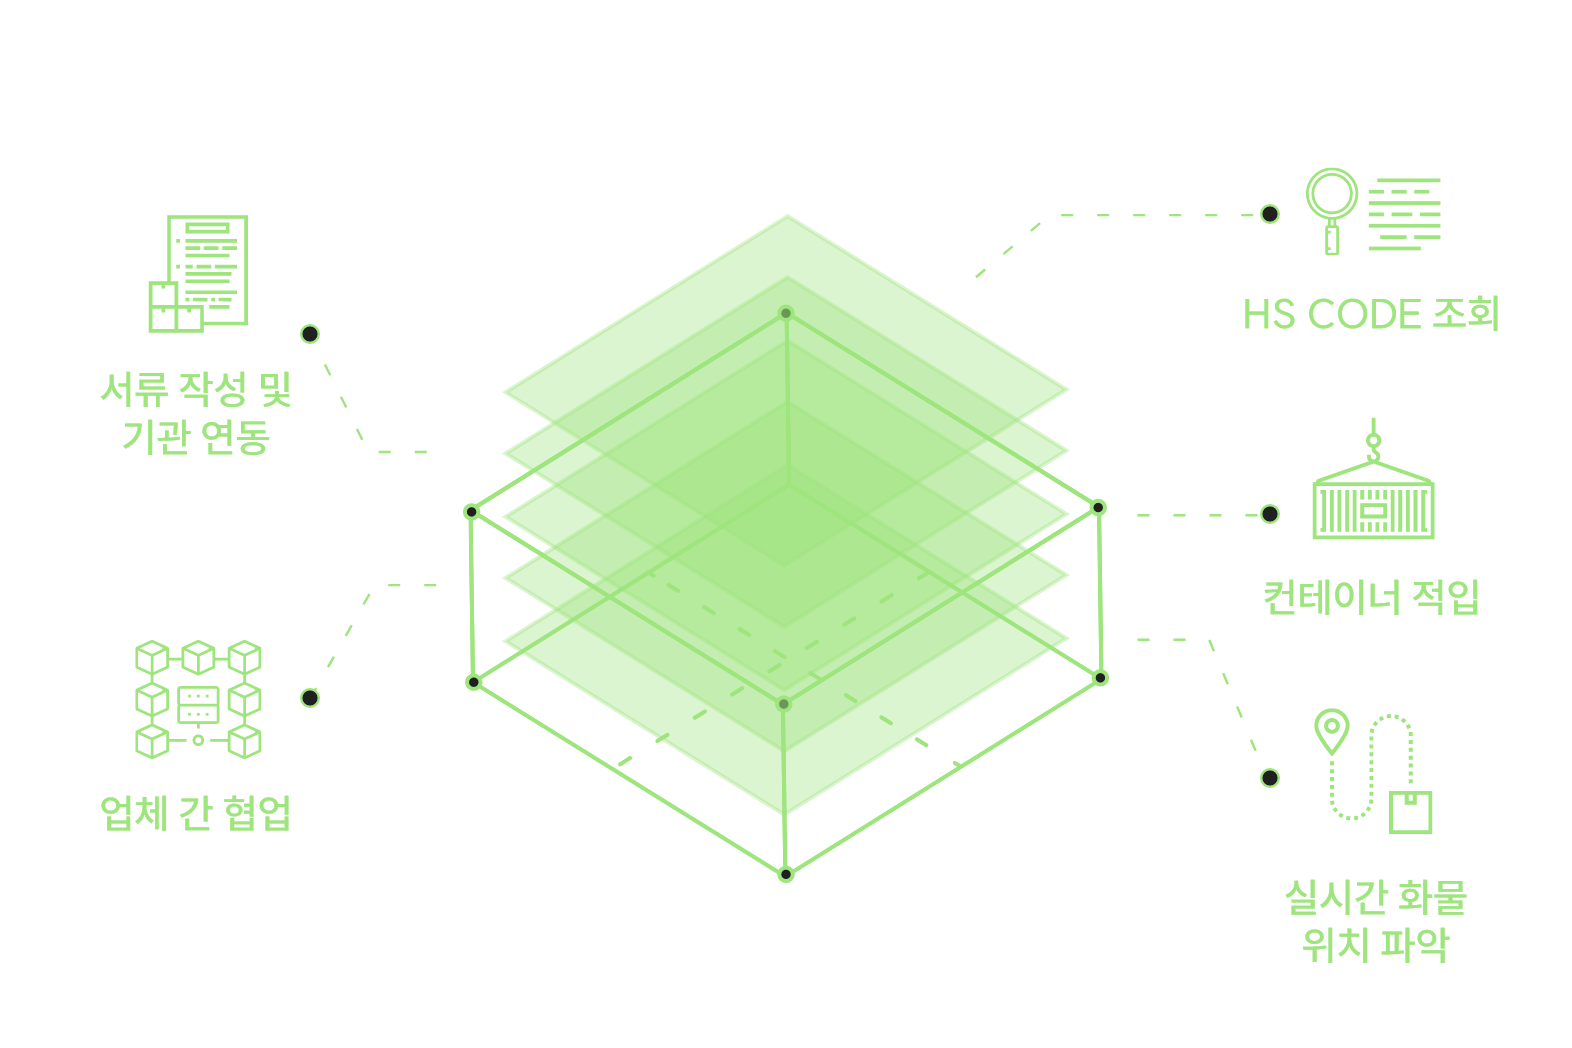 서류 작성 및
기관 연동
업체 간 협업
HS CODE 조회
컨테이너 적입
실시간 화물
위치 파악